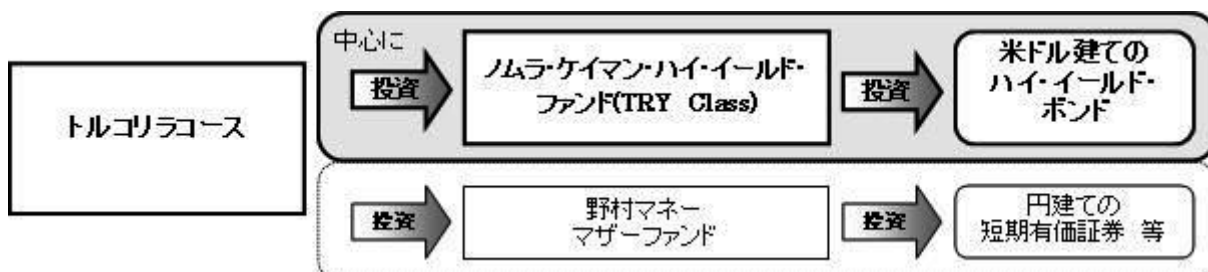 トルコリラコース
中心に
投資
ノムラ・ケイマン・ハイ・イールド・
ファンド(TRY Class)
投資
米ドル建ての
ハイ・イールド・
ボンド
投資
野村マネー
マザーファンド
投資
円建ての
短期有価証券 等